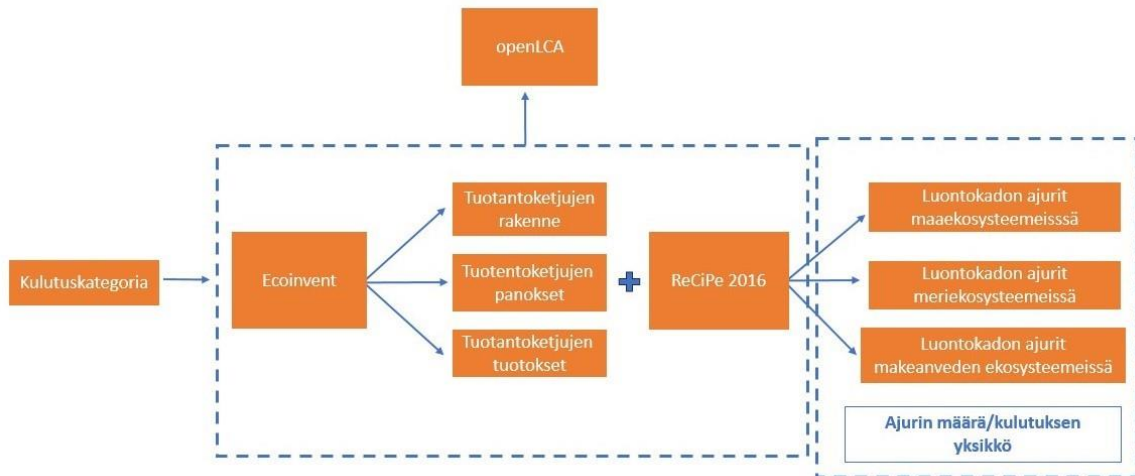 openLCA
Kulutuskategoria
Ecoinvent
Tuotantoketjujen
rakenne
Tuotentoketjujen
panokset
Tuotantoketjujen
tuotokset
ReCiPe 2016
Luontokadon ajurit
maaekosysteemeisssä
Luontokadon ajurit
meriekosysteemeissä
Luontokadon ajurit
makeanveden ekosysteemeissä
Ajurin määrä/kulutuksen
yksikkö